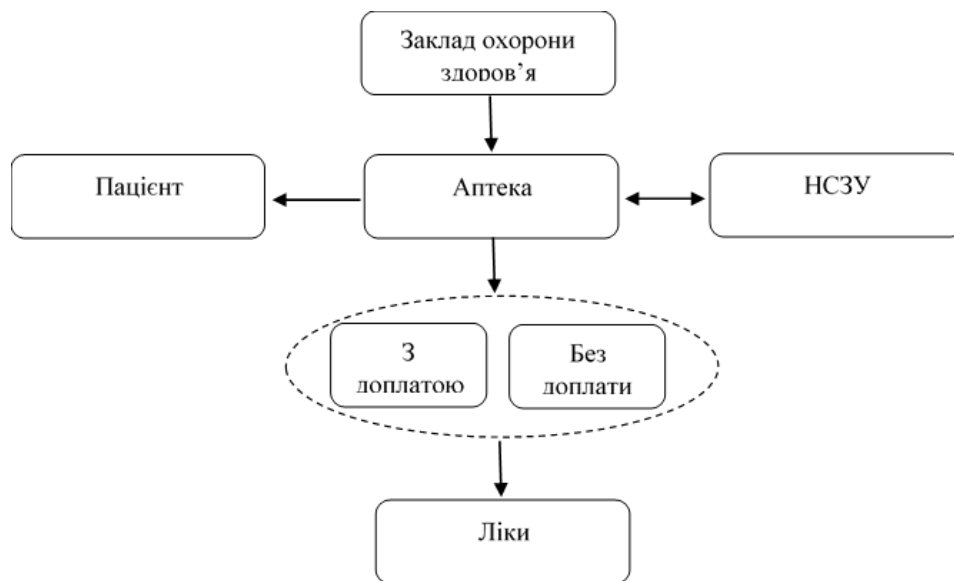 Заклад охорони
здоров’я
Пацієнт
Аптека
НСЗУ
З
доплатою
Без
доплати
Ліки